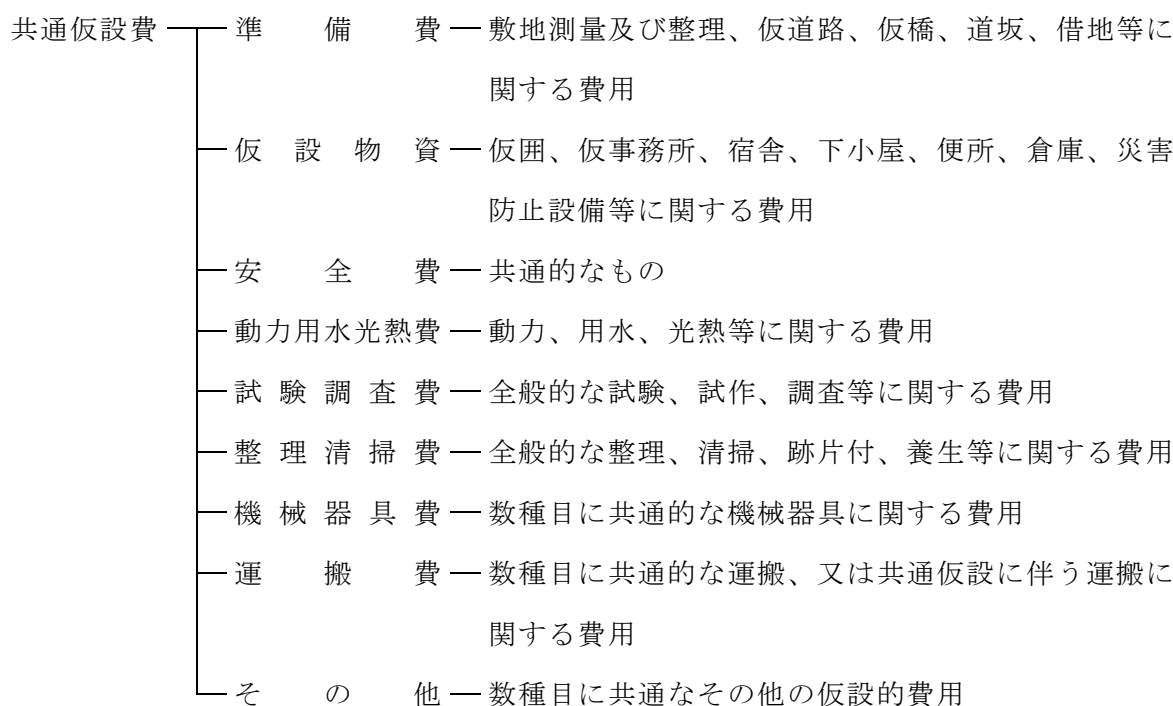 共通仮設費 準備費 敷地測量及び整理、仮道路、仮橋、道坂、借地等に
関する費用
仮設物資 仮囲、仮事務所、宿舎、下小屋、便所、倉庫、災害
防止設備等に関する費用
安全費 共通的なもの
動力用水光熱費 動力、用水、光熱等に関する費用
試験調査費 全般的な試験、試作、調査等に関する費用
整理清掃費 全般的な整理、清掃、跡片付、養生等に関する費用
機械器具費 数種目に共通的な機械器具に関する費用
運搬費 数種目に共通的な運搬、又は共通仮設に伴う運搬に
関する費用
その他 数種目に共通なその他の仮設的費用